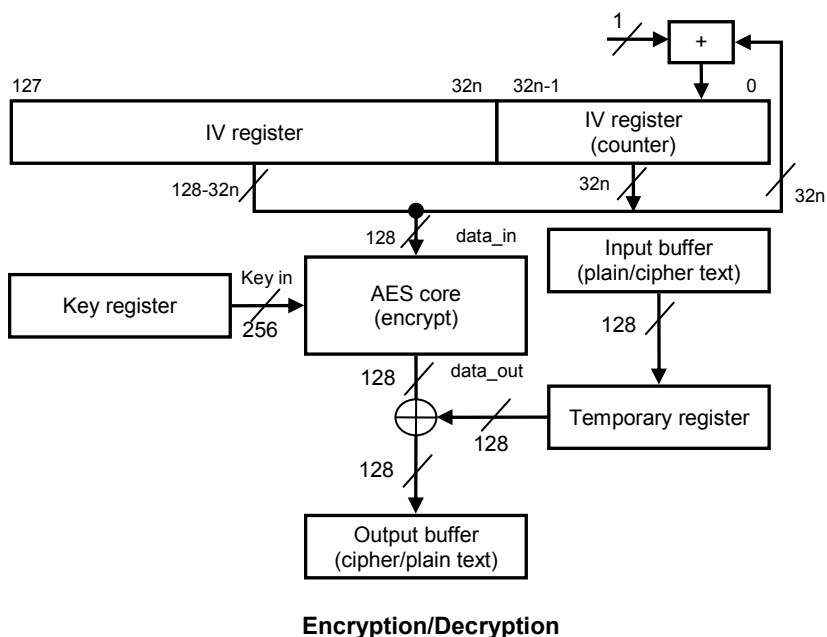 1
+
127
32n
32n-1
0
IV register
IV register
(counter)
128-32n
32n
32n
128
data_in
Input buffer
(plain/cipher text)
Key register
Key in
256
AES core
(encrypt)
128
128
data_out
128
Temporary register
128
Output buffer
(cipher/plain text)
Encryption/Decryption